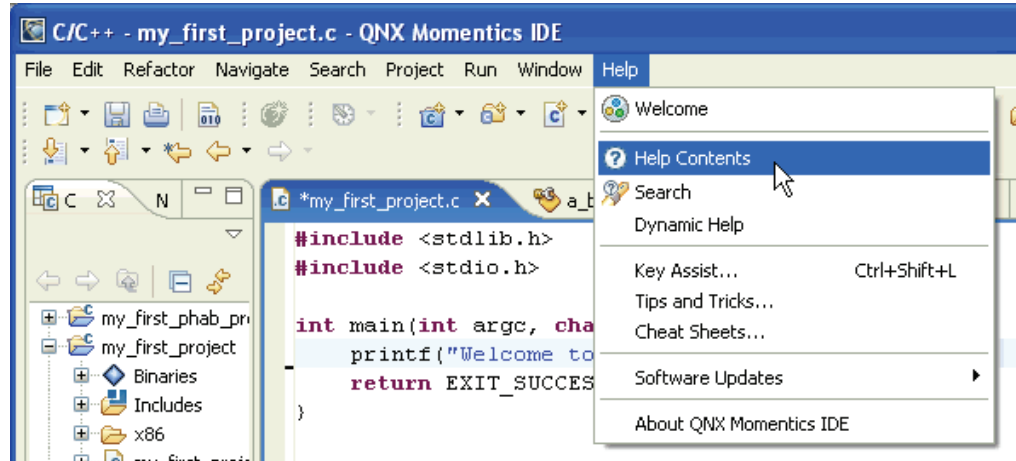 C/C++ - my_first_project.c - QNX Momentics IDE
File Edit Refactor Navigate Search Project Run Window Help
010
Welcome
Help Contents
Search
Dynamic Help
Key Assist... Ctrl+Shift+L
Tips and Tricks...
Cheat Sheets...
Software Updates
About QNX Momentics IDE
C N
my_first_phab_pr
my_first_project
Binaries
Includes
x86
*my_first_project.c a_b
#include <stdlib.h>
#include <stdio.h>
int main(int argc, cha
printf("Welcome to
return EXIT_SUCCES
}